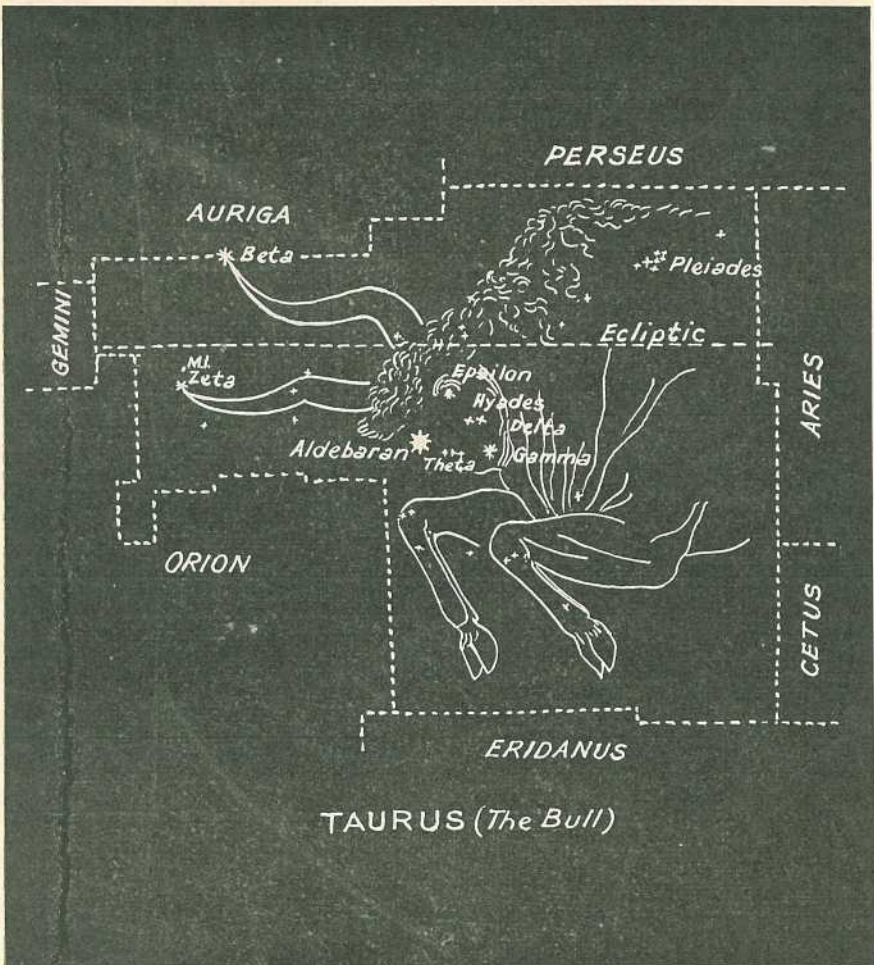 PERSEUS
AURIGA
Beta
Pleiades
GEMINI
Ecliptic
M.1.
Zeta
Epsilon
Hyades
ARIES
Delta
Aldebaran
Theta
Gamma
ORION
CETUS
ERIDANUS
TAURUS (The Bull)